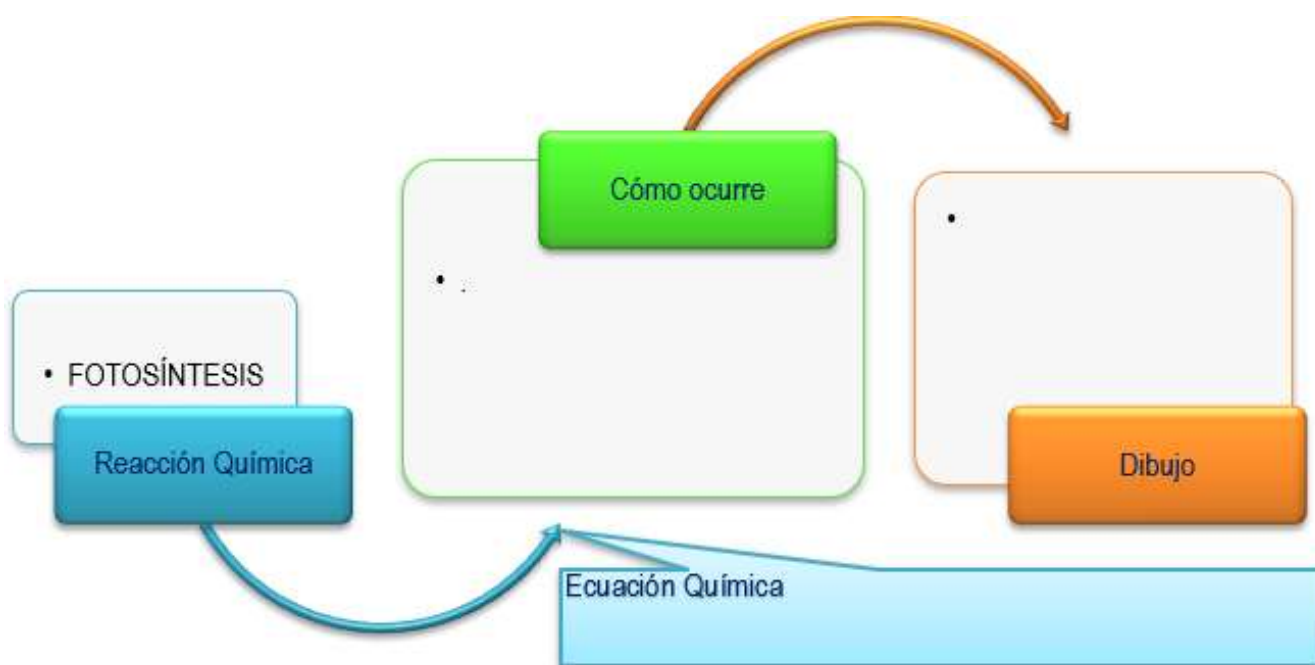 • FOTOSÍNTESIS
Reacción Química
Cómo ocurre
• .
•
Dibujo
Ecuación Química